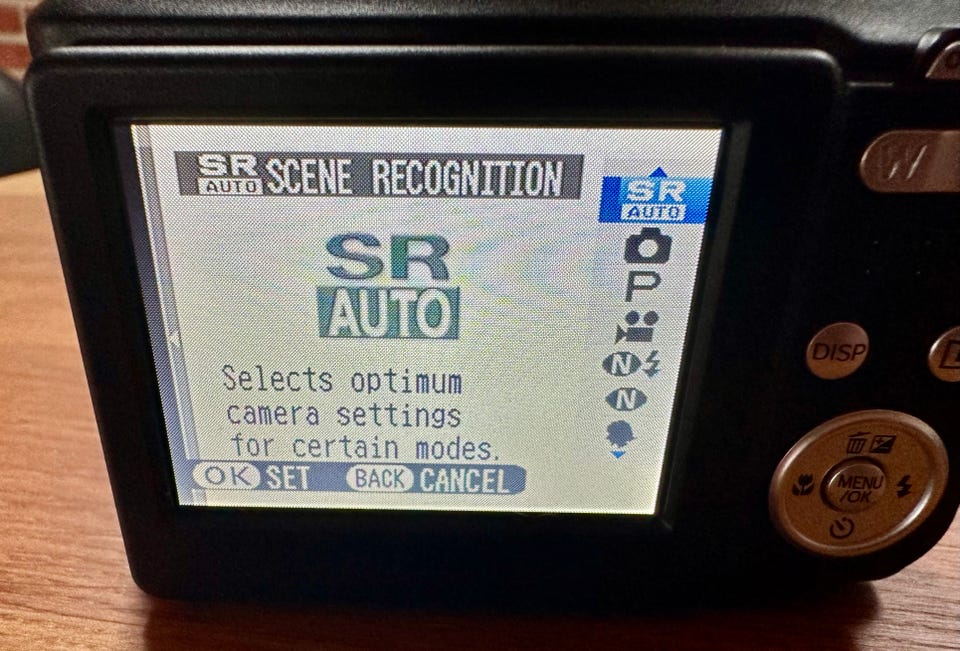 SR AUTO SCENE RECOGNITION
SR
AUTO
Selects optimum
camera settings
for certain modes.
OK SET BACK CANCEL
SR
AUTO
P
N
N
W
DISP
MENU
/OK